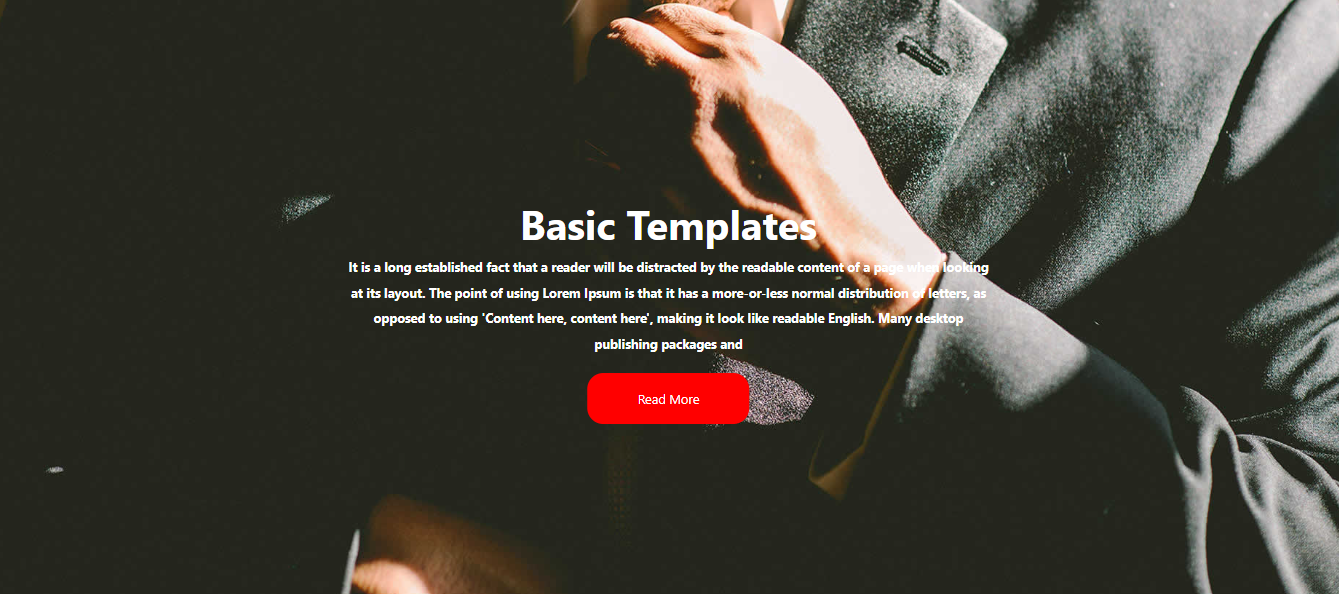 Basic Templates
It is a long established fact that a reader will be distracted by the readable content of a page when looking
at its layout. The point of using Lorem Ipsum is that it has a more-or-less normal distribution of letters, as
opposed to using 'Content here, content here', making it look like readable English. Many desktop
publishing packages and
Read More